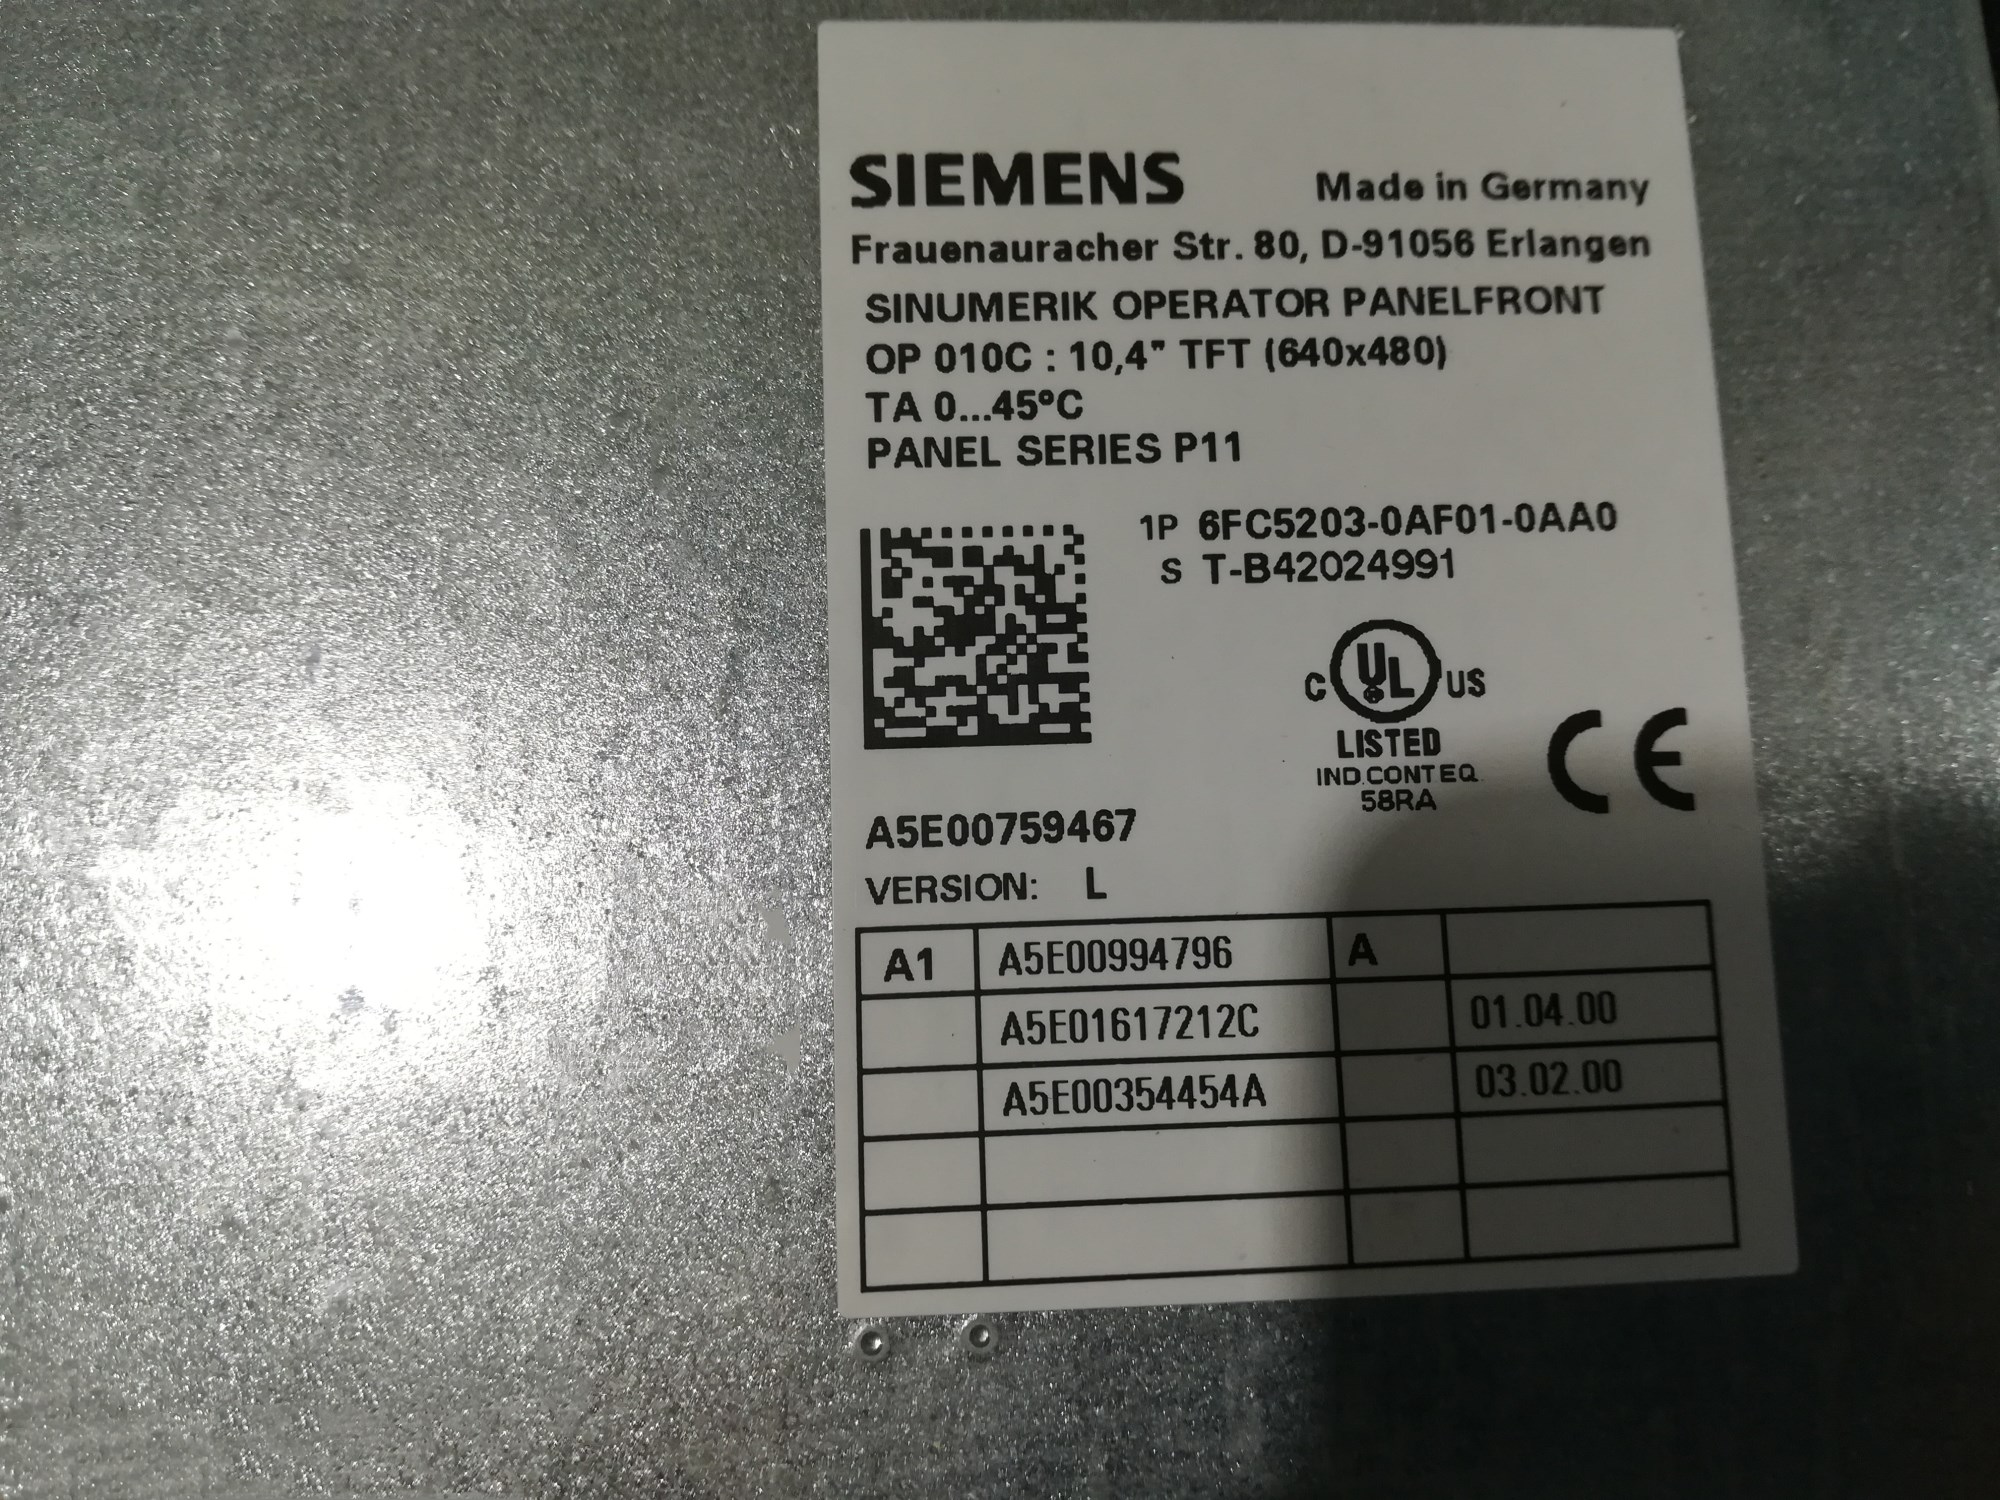 SIEMENS Made in Germany
Frauenauracher Str. 80, D-91056 Erlangen
SINUMERIK OPERATOR PANELFRONT
OP 010C : 10,4" TFT (640x480)
TA 0...45°C
PANEL SERIES P11
1P 6FC5203-0AF01-0AA0
S T-B42024991
C UL US
LISTED
IND.CONT EQ.
58RA
CE
A5E00759467
VERSION: L
A1 A5E00994796 A
A5E01617212C 01.04.00
A5E00354454A 03.02.00